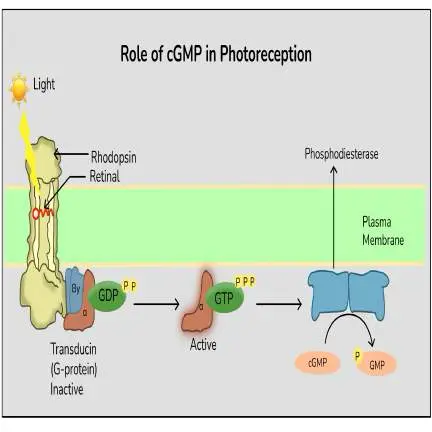 Role of cGMP in Photoreception
Light
Rhodopsin
Retinal
Phosphodiesterase
Plasma
Membrane
By
α
GDP
P P
α
GTP
P P P
Transducin
(G-protein)
Inactive
Active
cGMP
P
GMP